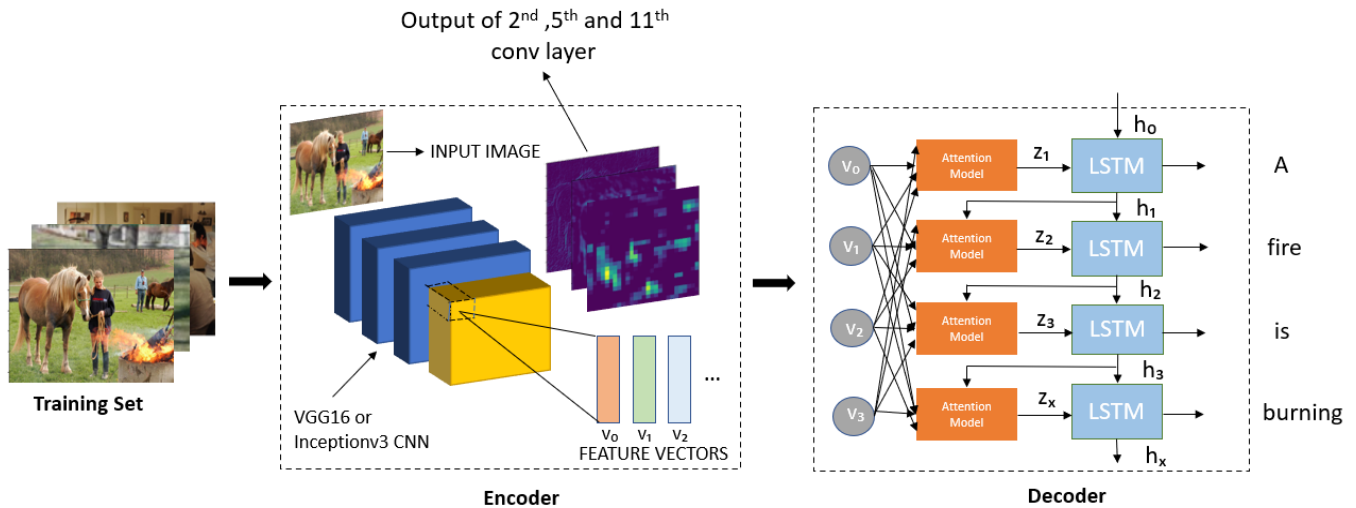 Output of 2nd ,5th and 11th
conv layer
INPUT IMAGE
Training Set
VGG16 or
Inceptionv3 CNN
V0 V1 V2 ...
FEATURE VECTORS
Encoder
h0
V0 Attention Model z1 LSTM A
h1
V1 Attention Model z2 LSTM fire
h2
V2 Attention Model z3 LSTM is
h3
V3 Attention Model zx LSTM burning
hx
Decoder